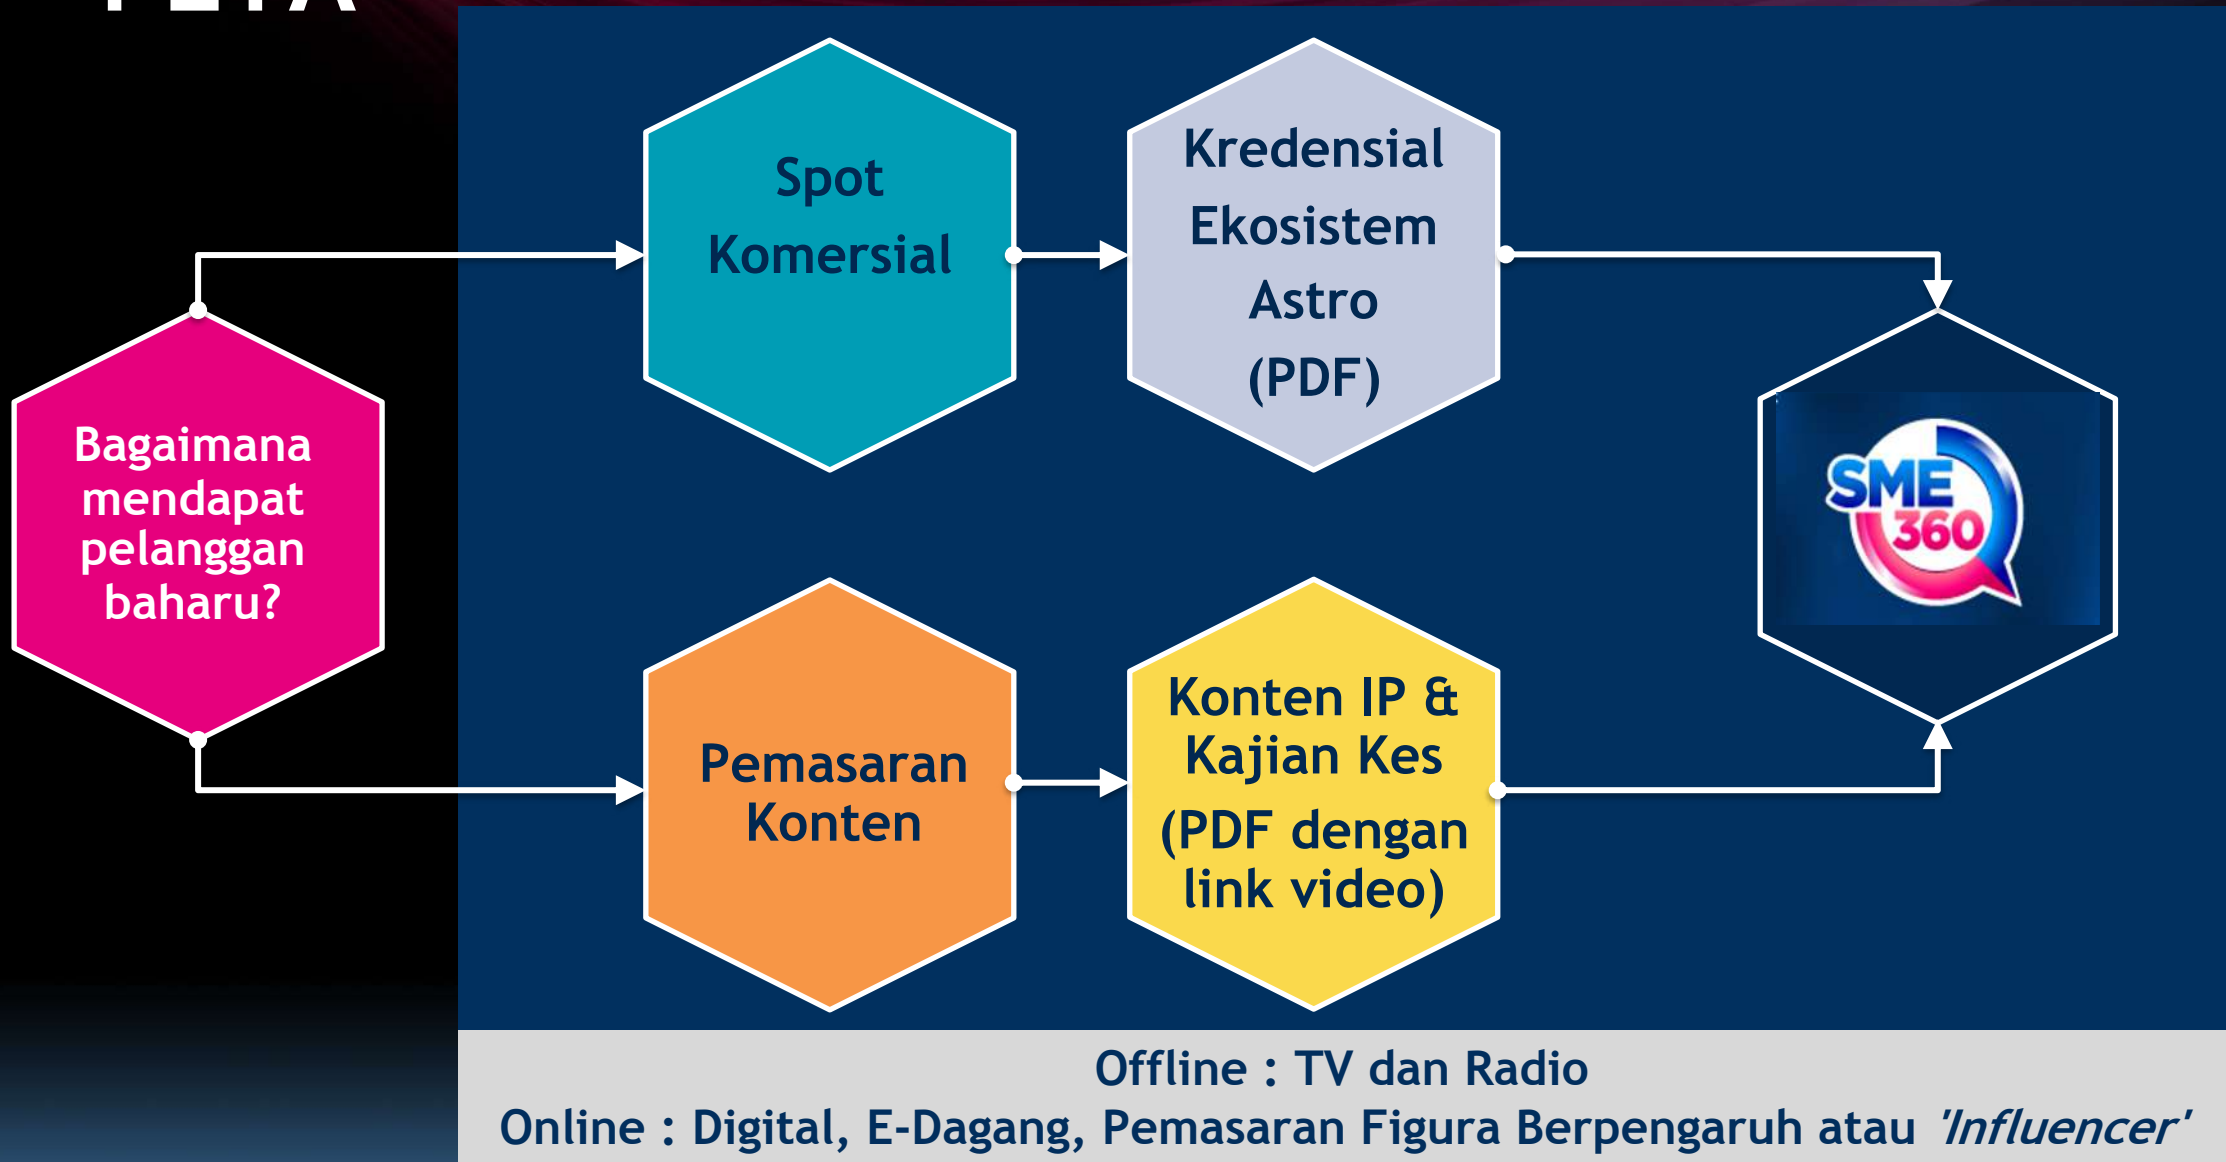 PETA
Spot
Komersial
Kredensial
Ekosistem
Astro
(PDF)
Bagaimana
mendapat
pelanggan
baharu?
SME
360
Pemasaran
Konten
Konten IP &
Kajian Kes
(PDF dengan
link video)
Offline : TV dan Radio
Online : Digital, E-Dagang, Pemasaran Figura Berpengaruh atau 'Influencer'